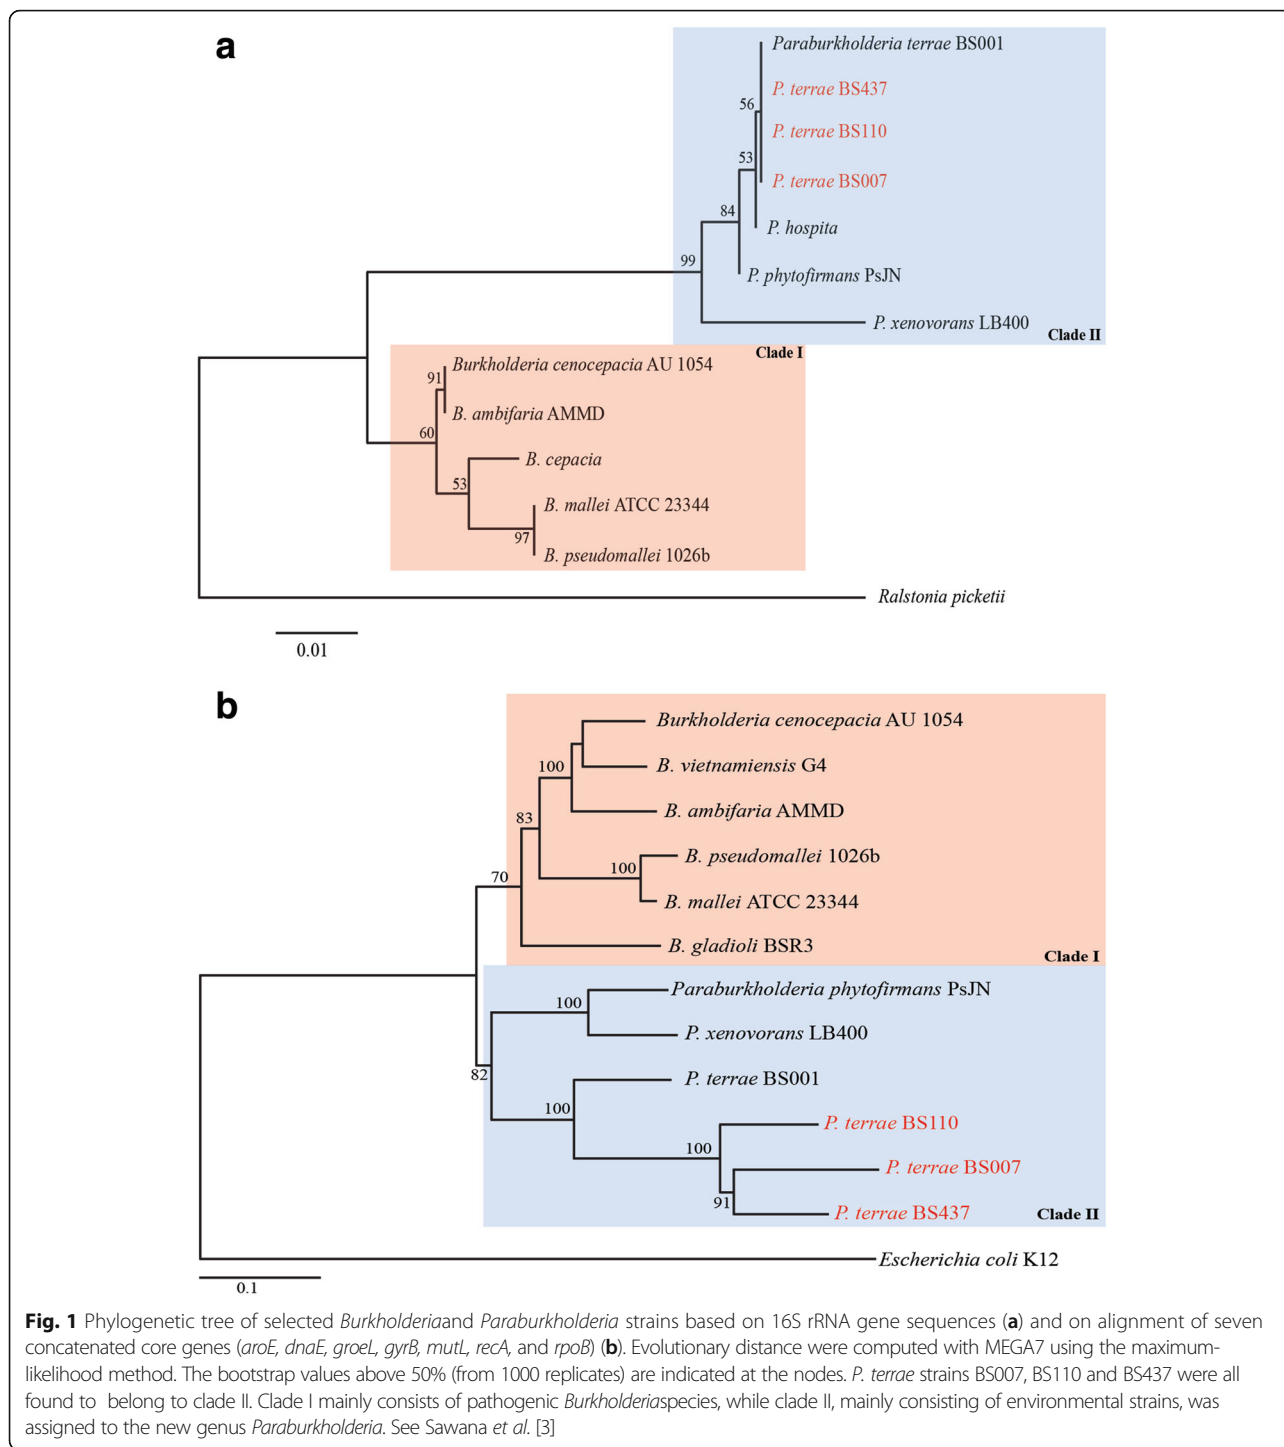 a
Paraburkholderia terrae BS001
P. terrae BS437
56
P. terrae BS110
53
P. terrae BS007
84
P. hospita
99
P. phytofirmans PsJN
P. xenovorans LB400
Clade II
Clade I
Burkholderia cenocepacia AU 1054
91
B. ambifaria AMMD
60
B. cepacia
53
B. mallei ATCC 23344
97
B. pseudomallei 1026b
Ralstonia picketii
0.01
b
Burkholderia cenocepacia AU 1054
100
B. vietnamiensis G4
B. ambifaria AMMD
83
B. pseudomallei 1026b
100
70
B. mallei ATCC 23344
B. gladioli BSR3
Clade I
Paraburkholderia phytofirmans PsJN
100
P. xenovorans LB400
82
P. terrae BS001
100
P. terrae BS110
100
P. terrae BS007
91
P. terrae BS437
Clade II
Escherichia coli K12
0.1
Fig. 1 Phylogenetic tree of selected Burkholderiaand Paraburkholderia strains based on 16S rRNA gene sequences (a) and on alignment of seven
concatenated core genes (aroE, dnaE, groeL, gyrB, mutL, recA, and rpoB) (b). Evolutionary distance were computed with MEGA7 using the maximum-
likelihood method. The bootstrap values above 50% (from 1000 replicates) are indicated at the nodes. P. terrae strains BS007, BS110 and BS437 were all
found to belong to clade II. Clade I mainly consists of pathogenic Burkholderiaspecies, while clade II, mainly consisting of environmental strains, was
assigned to the new genus Paraburkholderia. See Sawana et al. [3]